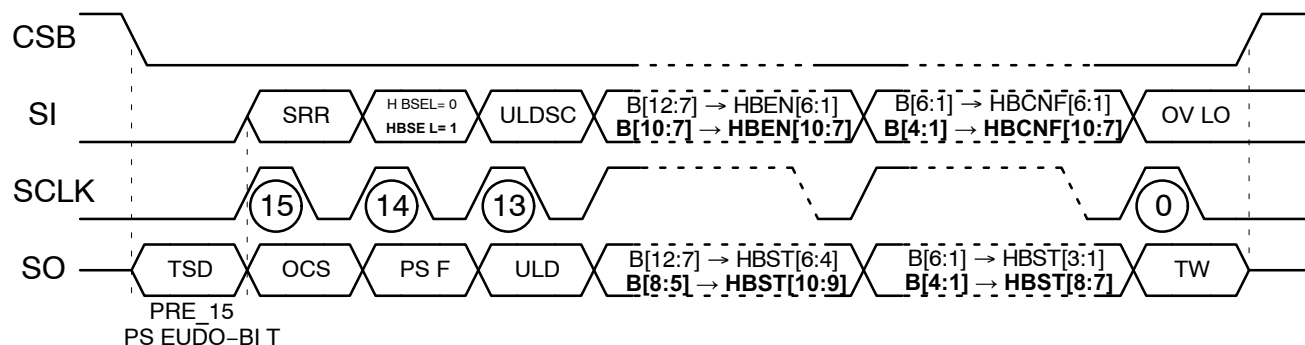 CSB
SI
SRR
H BSEL= 0
HBSE L= 1
ULDSC
B[12:7] → HBEN[6:1]
B[10:7] → HBEN[10:7]
B[6:1] → HBCNF[6:1]
B[4:1] → HBCNF[10:7]
OV LO
SCLK
15
14
13
0
SO
TSD
OCS
PS F
ULD
B[12:7] → HBST[6:4]
B[8:5] → HBST[10:9]
B[6:1] → HBST[3:1]
B[4:1] → HBST[8:7]
TW
PRE_15
PS EUDO−BI T